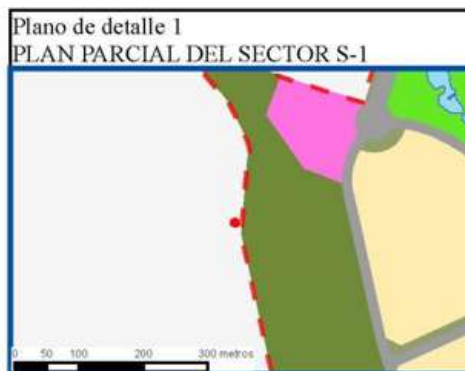 Plano de detalle 1
PLAN PARCIAL DEL SECTOR S-1
0 50 100 200 300 metros